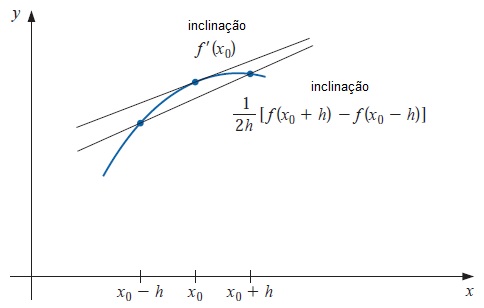 y
inclinação
f′(x₀)
inclinação
1/2h [f(x₀ + h) − f(x₀ − h)]
x₀ − h x₀ x₀ + h x